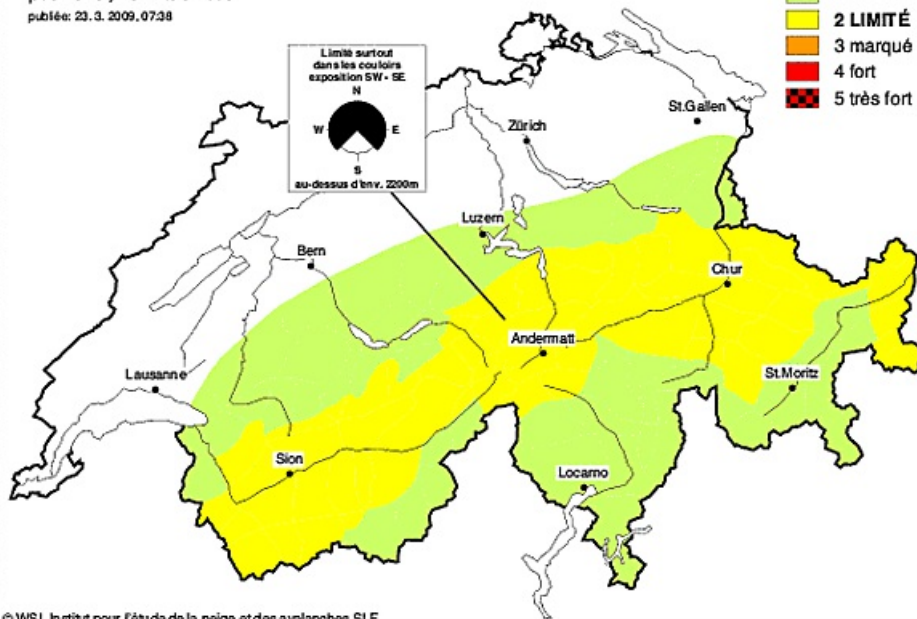 publiée: 23. 3. 2009, 07:38
2 LIMITÉ
3 marqué
4 fort
5 très fort
Limité surtout
dans les couloirs
exposition SW - SE
N
W
E
S
au-dessus d'env. 2200m
St.Gallen
Zürich
Luzern
Bern
Chur
Andermatt
Lausanne
St.Moritz
Sion
Locarno
© WSL Institut pour l'étude de la neige et des avalanches SLF